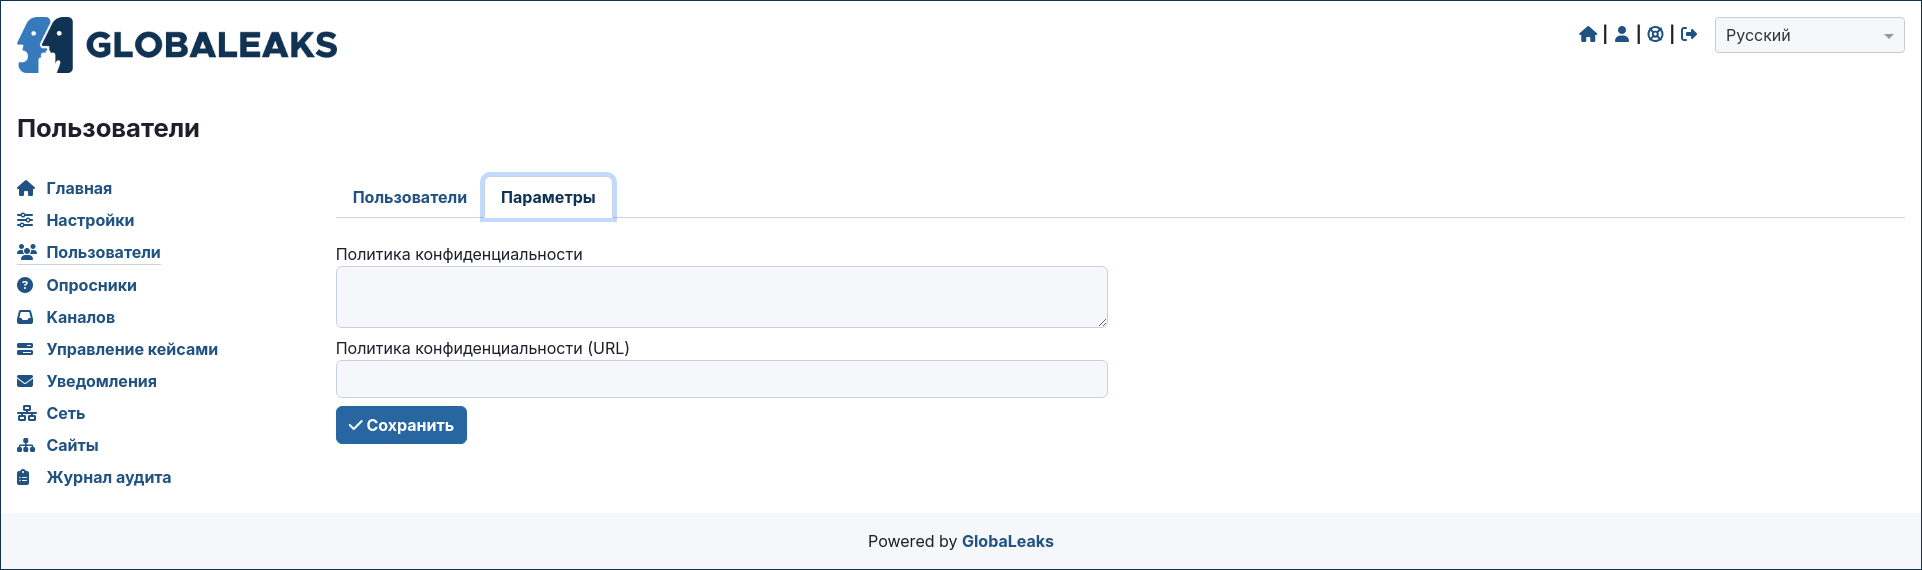 GLOBALEAKS
Русский
Пользователи
Главная
Настройки
Пользователи
Опросники
Каналов
Управление кейсами
Уведомления
Сеть
Сайты
Журнал аудита
Пользователи
Параметры
Политика конфиденциальности
Политика конфиденциальности (URL)
Сохранить
Powered by GlobaLeaks